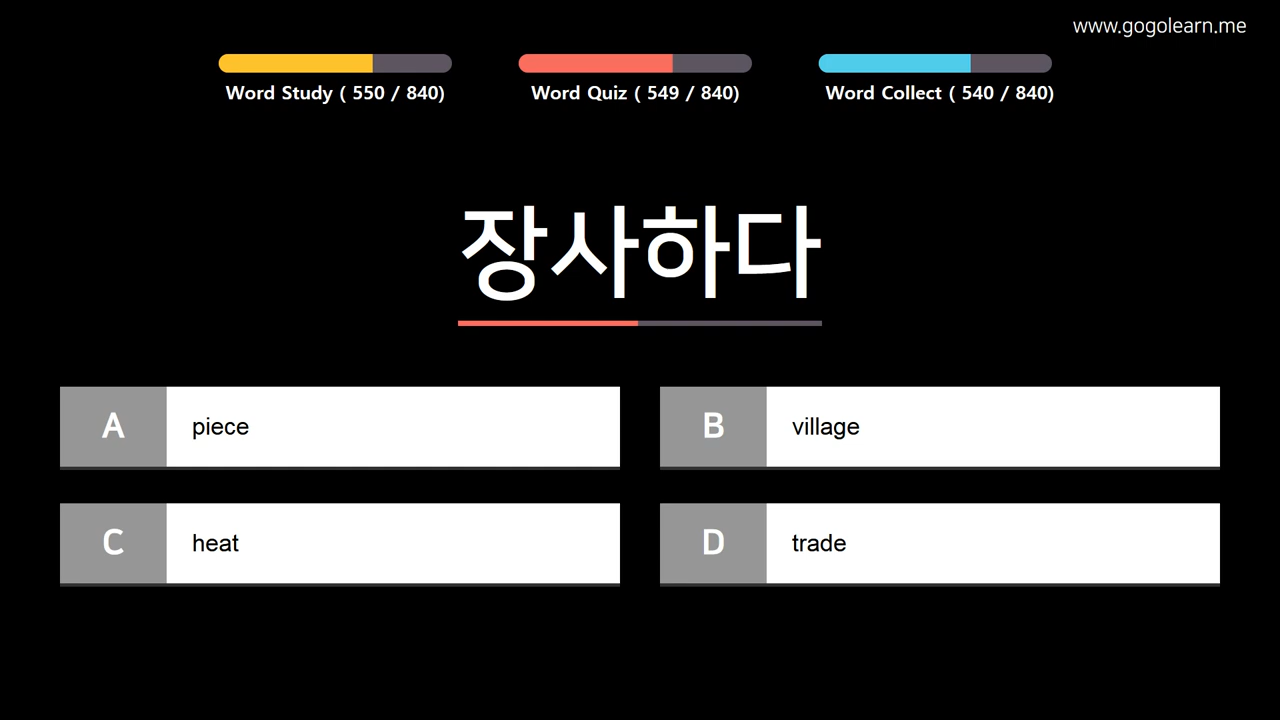 www.gogolearn.me
Word Study ( 550 / 840)
Word Quiz ( 549 / 840)
Word Collect ( 540 / 840)
장사하다
A piece
B village
C heat
D trade